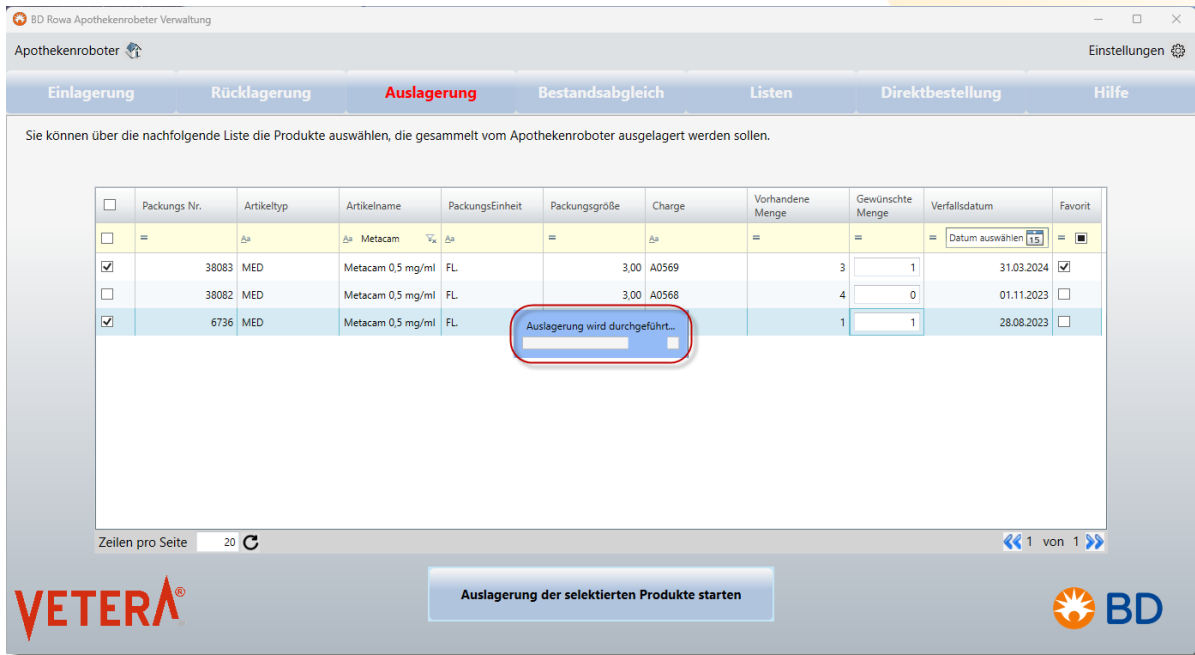 BD Rowa Apothekenrobeter Verwaltung
Apothekenroboter
Einstellungen
Einlagerung Rücklagerung Auslagerung Bestandsabgleich Listen Direktbestellung Hilfe
Sie können über die nachfolgende Liste die Produkte auswählen, die gesammelt vom Apothekenroboter ausgelagert werden sollen.
Packungs Nr. Artikeltyp Artikelname PackungsEinheit Packungsgröße Charge Vorhandene Menge Gewünschte Menge Verfallsdatum Favorit
= Aa Aa Metacam Aa = Aa = = = Datum auswählen 15 =
38083 MED Metacam 0,5 mg/ml FL. 3,00 A0569 3 1 31.03.2024
38082 MED Metacam 0,5 mg/ml FL. 3,00 A0568 4 0 01.11.2023
6736 MED Metacam 0,5 mg/ml FL. 1 1 28.08.2023
Auslagerung wird durchgeführt...
Zeilen pro Seite 20
1 von 1
Auslagerung der selektierten Produkte starten
VETERA®
BD